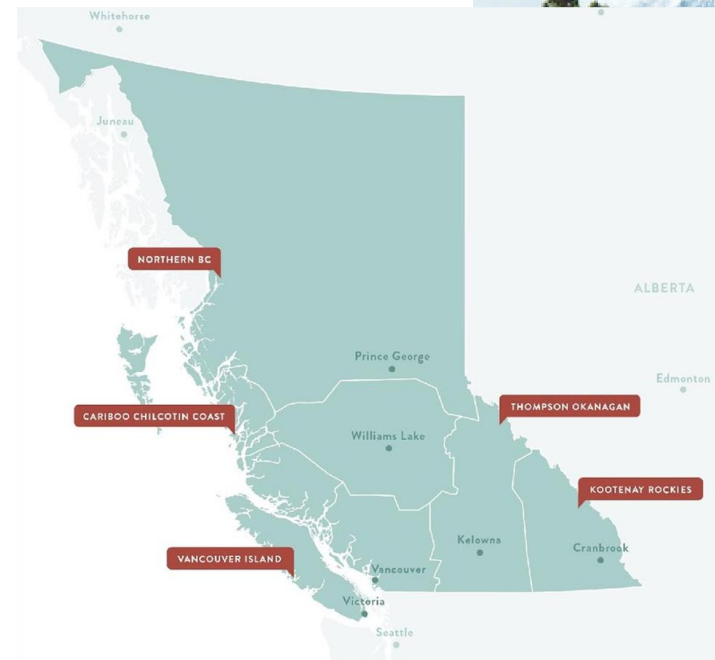 Whitehorse
Juneau
NORTHERN BC
ALBERTA
Prince George
Edmonton
THOMPSON OKANAGAN
CARIBOO CHILCOTIN COAST
Williams Lake
KOOTENAY ROCKIES
Kelowna
Cranbrook
VANCOUVER ISLAND
Vancouver
Victoria
Seattle